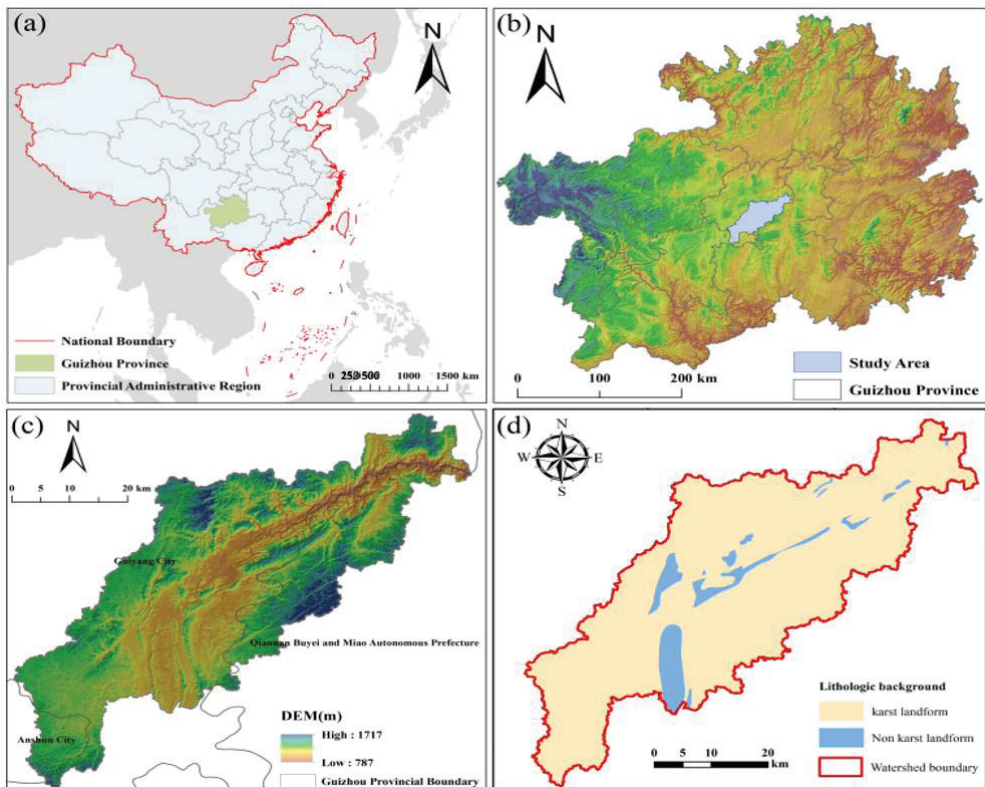 (a)
N
National Boundary
Guizhou Province
Provincial Administrative Region
0 250 500 1000 1500 km
(b)
N
0 100 200 km
Study Area
Guizhou Province
(c)
N
0 5 10 20 km
Guiyang City
Qiannan Buyei and Miao Autonomous Prefecture
Anshun City
DEM(m)
High : 1717
Low : 787
Guizhou Provincial Boundary
(d)
N
W E
S
Lithologic background
karst landform
Non karst landform
Watershed boundary
0 5 10 20
km